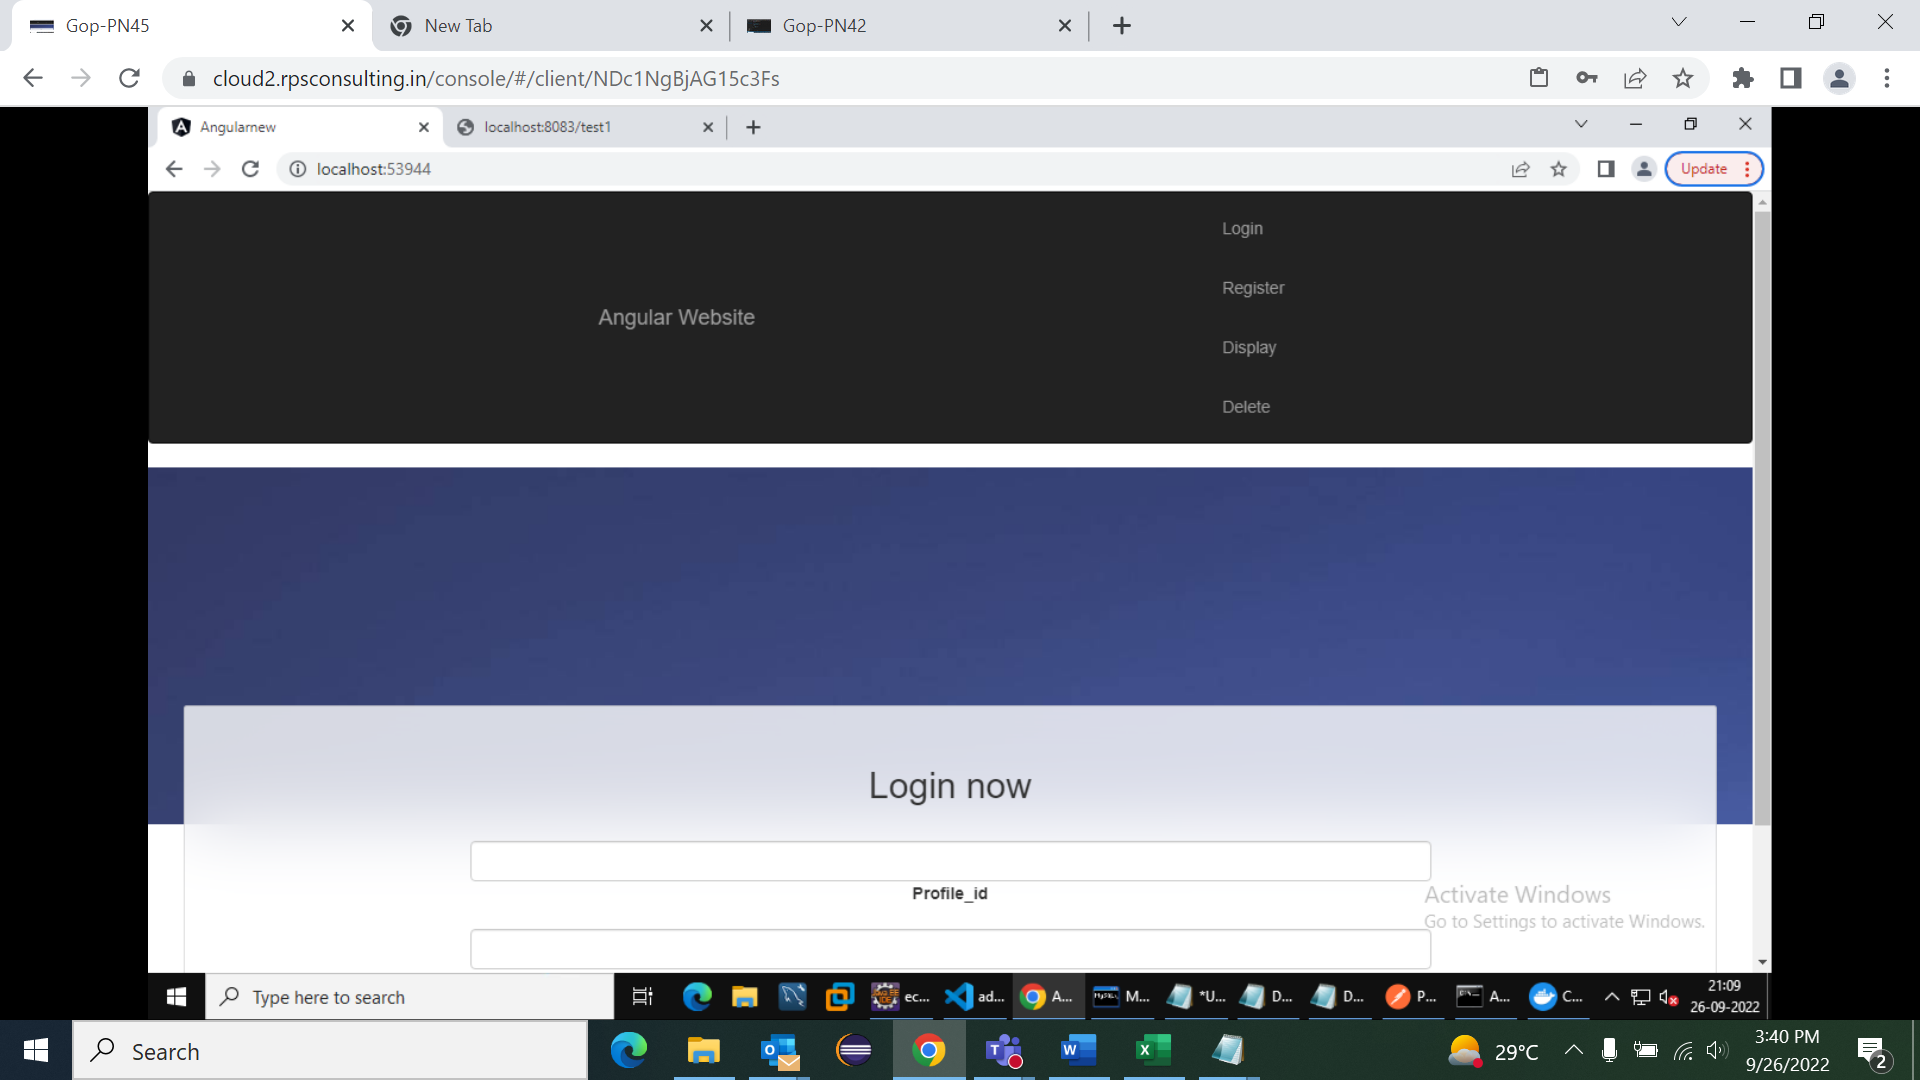 Gop-PN45
New Tab
Gop-PN42
cloud2.rpsconsulting.in/console/#/client/NDc1NgBjAG15c3Fs
Angularnew
localhost:8083/test1
localhost:53944
Update
Login
Register
Angular Website
Display
Delete
Login now
Profile_id
Activate Windows
Go to Settings to activate Windows.
Type here to search
ec...
ad...
A...
M...
*U...
D...
D...
P...
A...
C...
21:09
26-09-2022
Search
29°C
3:40 PM
9/26/2022
2